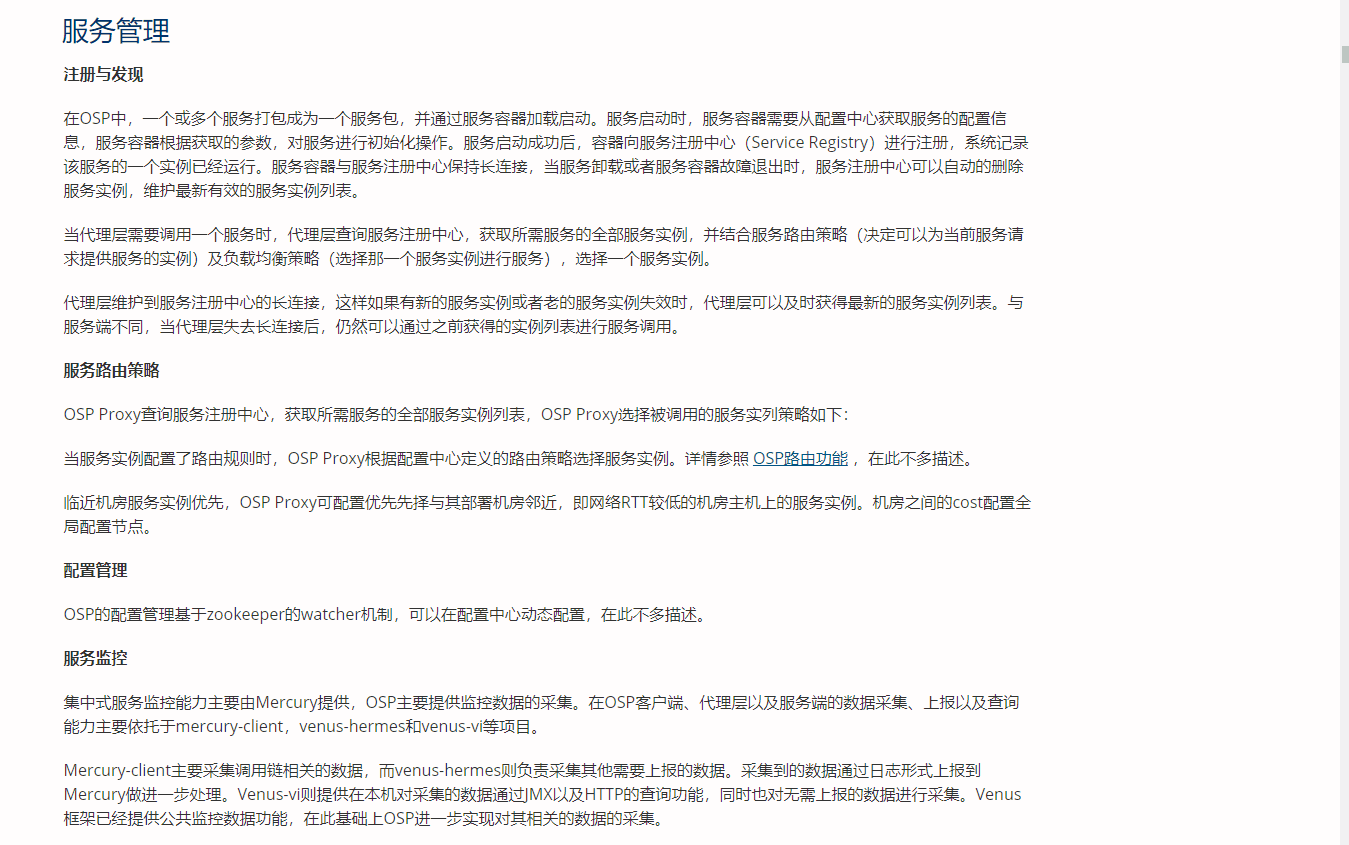 服务管理
注册与发现
在OSP中，一个或多个服务打包成为一个服务包，并通过服务容器加载启动。服务启动时，服务容器需要从配置中心获取服务的配置信
息，服务容器根据获取的参数，对服务进行初始化操作。服务启动成功后，容器向服务注册中心（Service Registry）进行注册，系统记录
该服务的一个实例已经运行。服务容器与服务注册中心保持长连接，当服务卸载或者服务容器故障退出时，服务注册中心可以自动的删除
服务实例，维护最新有效的服务实例列表。
当代理层需要调用一个服务时，代理层查询服务注册中心，获取所需服务的全部服务实例，并结合服务路由策略（决定可以为当前服务请
求提供服务的实例）及负载均衡策略（选择那一个服务实例进行服务），选择一个服务实例。
代理层维护到服务注册中心的长连接，这样如果有新的服务实例或者老的服务实例失效时，代理层可以及时获得最新的服务实例列表。与
服务端不同，当代理层失去长连接后，仍然可以通过之前获得的实例列表进行服务调用。
服务路由策略
OSP Proxy查询服务注册中心，获取所需服务的全部服务实例列表，OSP Proxy选择被调用的服务实列策略如下：
当服务实例配置了路由规则时，OSP Proxy根据配置中心定义的路由策略选择服务实例。详情参照 OSP路由功能 ，在此不多描述。
临近机房服务实例优先，OSP Proxy可配置优先先择与其部署机房邻近，即网络RTT较低的机房主机上的服务实例。机房之间的cost配置全
局配置节点。
配置管理
OSP的配置管理基于zookeeper的watcher机制，可以在配置中心动态配置，在此不多描述。
服务监控
集中式服务监控能力主要由Mercury提供，OSP主要提供监控数据的采集。在OSP客户端、代理层以及服务端的数据采集、上报以及查询
能力主要依托于mercury-client，venus-hermes和venus-vi等项目。
Mercury-client主要采集调用链相关的数据，而venus-hermes则负责采集其他需要上报的数据。采集到的数据通过日志形式上报到
Mercury做进一步处理。Venus-vi则提供在本机对采集的数据通过JMX以及HTTP的查询功能，同时也对无需上报的数据进行采集。Venus
框架已经提供公共监控数据功能，在此基础上OSP进一步实现对其相关的数据的采集。